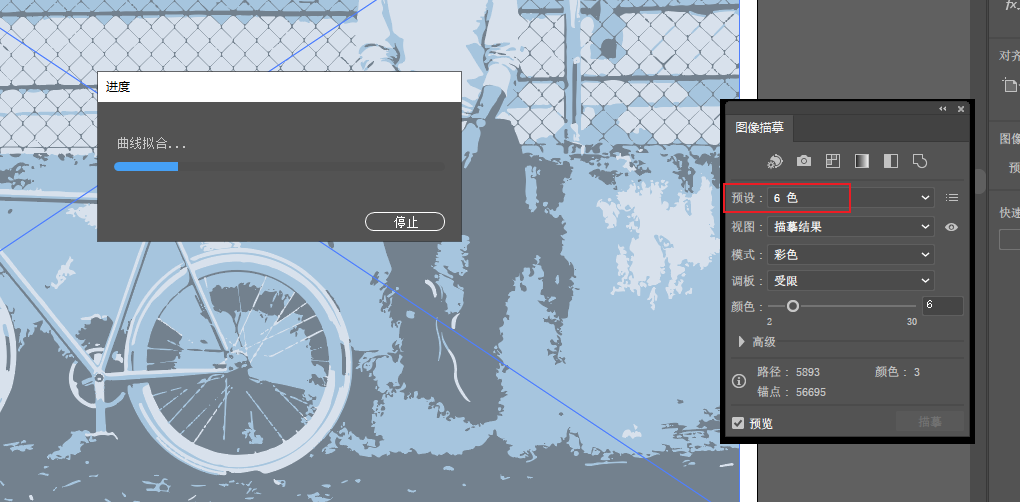 进度
曲线拟合...
停止
图像描摹
预设： 6 色
视图： 描摹结果
模式： 彩色
调板： 受限
颜色： 6
2 30
高级
路径： 5893 颜色： 3
锚点： 56695
预览 描摹
fx
对齐
图像
预
快速